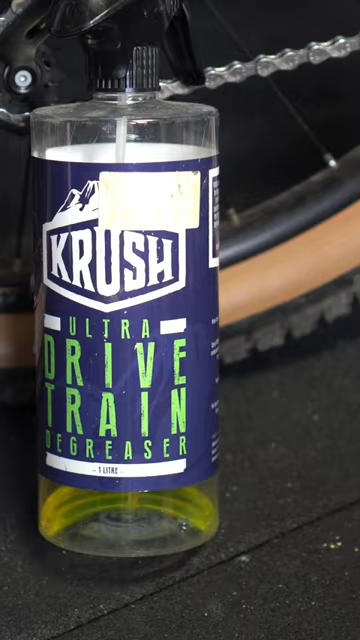 KRUSH
ULTRA
DRIVE
TRAIN
DEGREASER
- 1 LITRE -